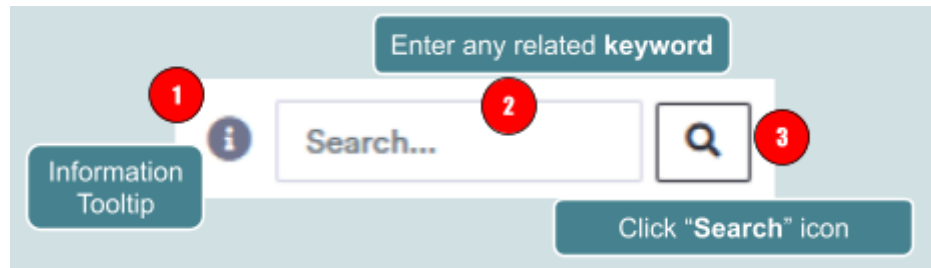 Enter any related keyword
1
2
i
Search...
3
Information
Tooltip
Click “Search” icon